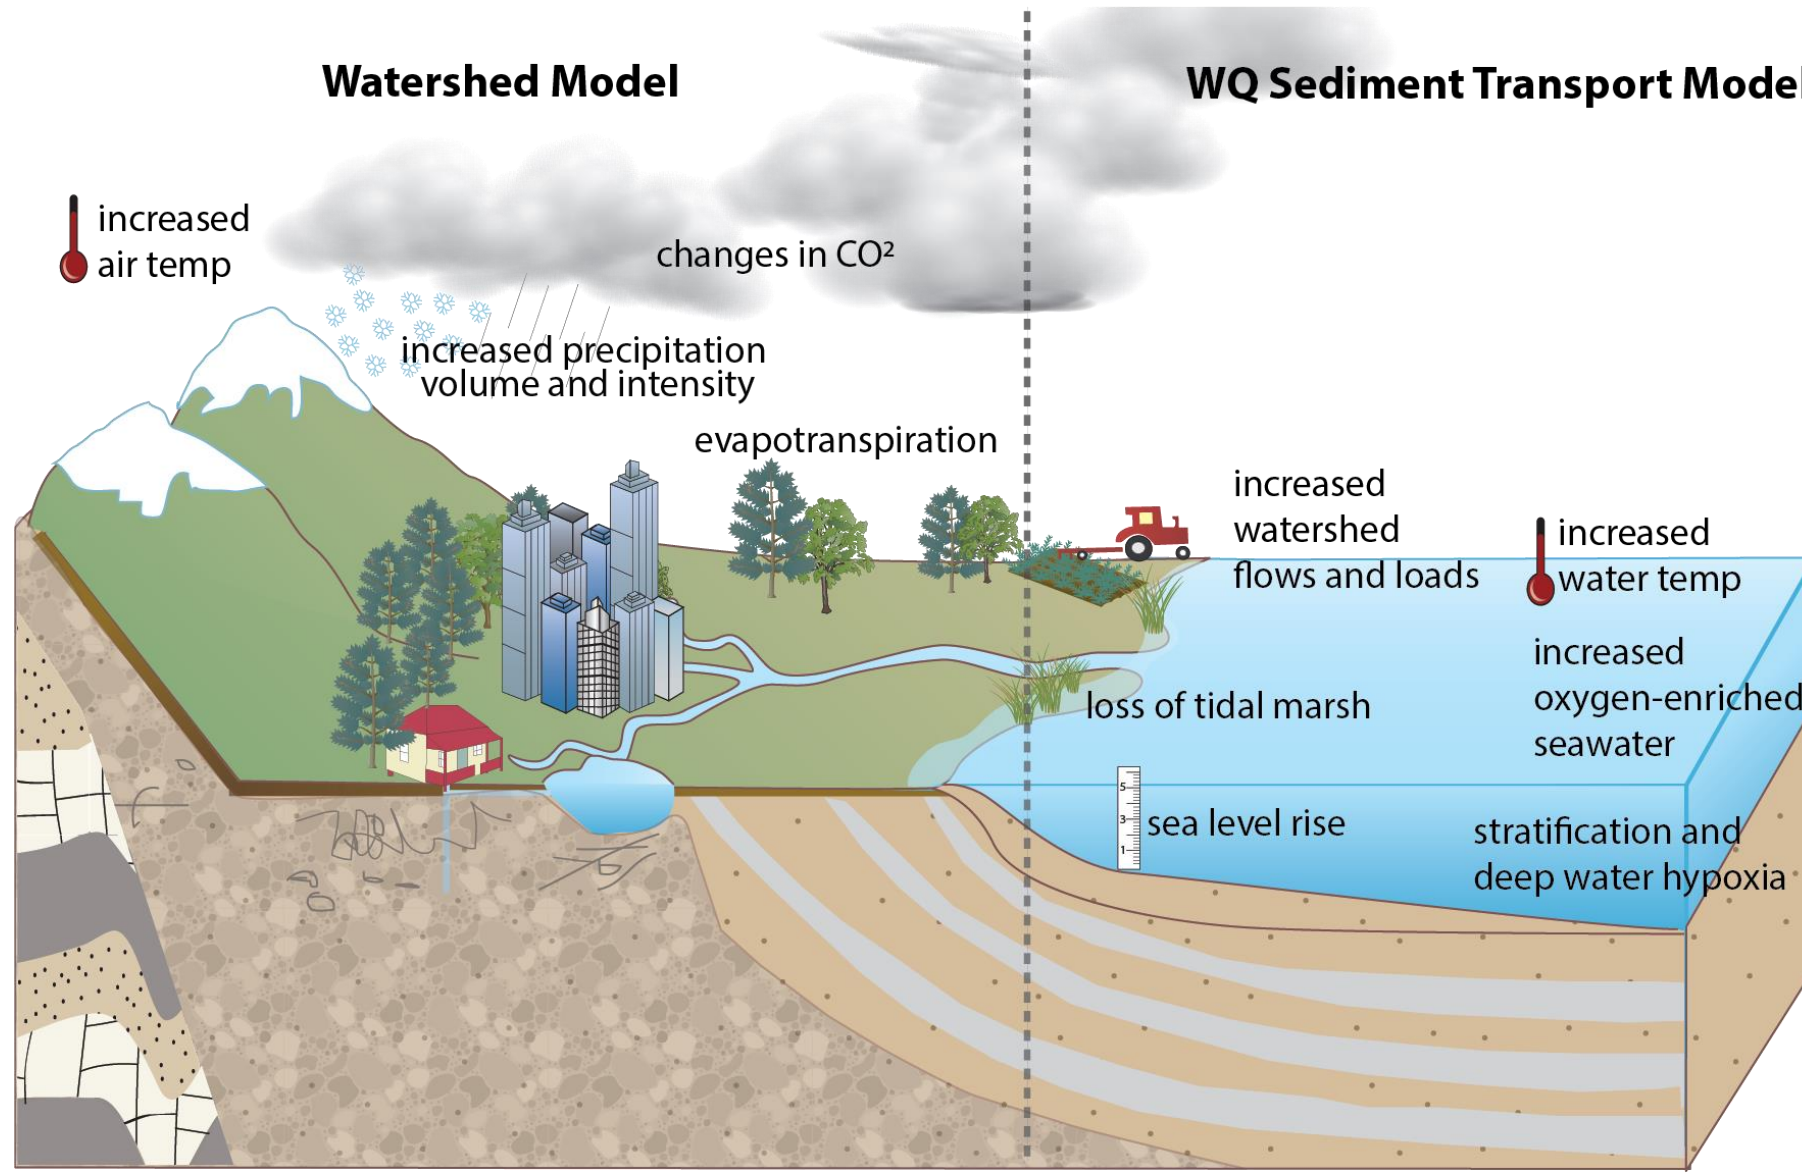 Watershed Model
WQ Sediment Transport Model
increased
air temp
changes in CO²
increased precipitation
volume and intensity
evapotranspiration
increased
watershed
flows and loads
increased
water temp
increased
oxygen-enriched
seawater
loss of tidal marsh
5
3
1
sea level rise
stratification and
deep water hypoxia